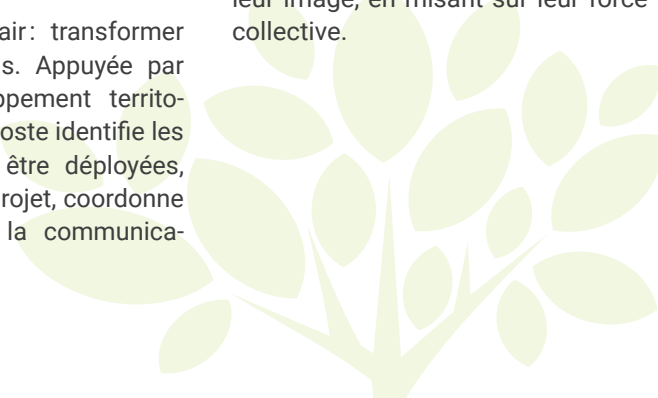 air : transformer
s. Appuyée par
ppement territo-
oste identifie les
être déployées,
rojet, coordonne
la communica-
leur image, en misant sur leur force
collective.